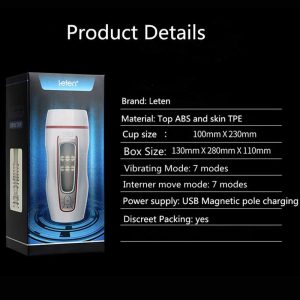 Product Details
Leten
Brand: Leten
Material: Top ABS and skin TPE
Cup size : 100mm X 230mm
Box Size: 130mm X 280mm X 110mm
Vibrating Mode: 7 modes
Interner move mode: 7 modes
Power supply: USB Magnetic pole charging
Discreet Packing: yes